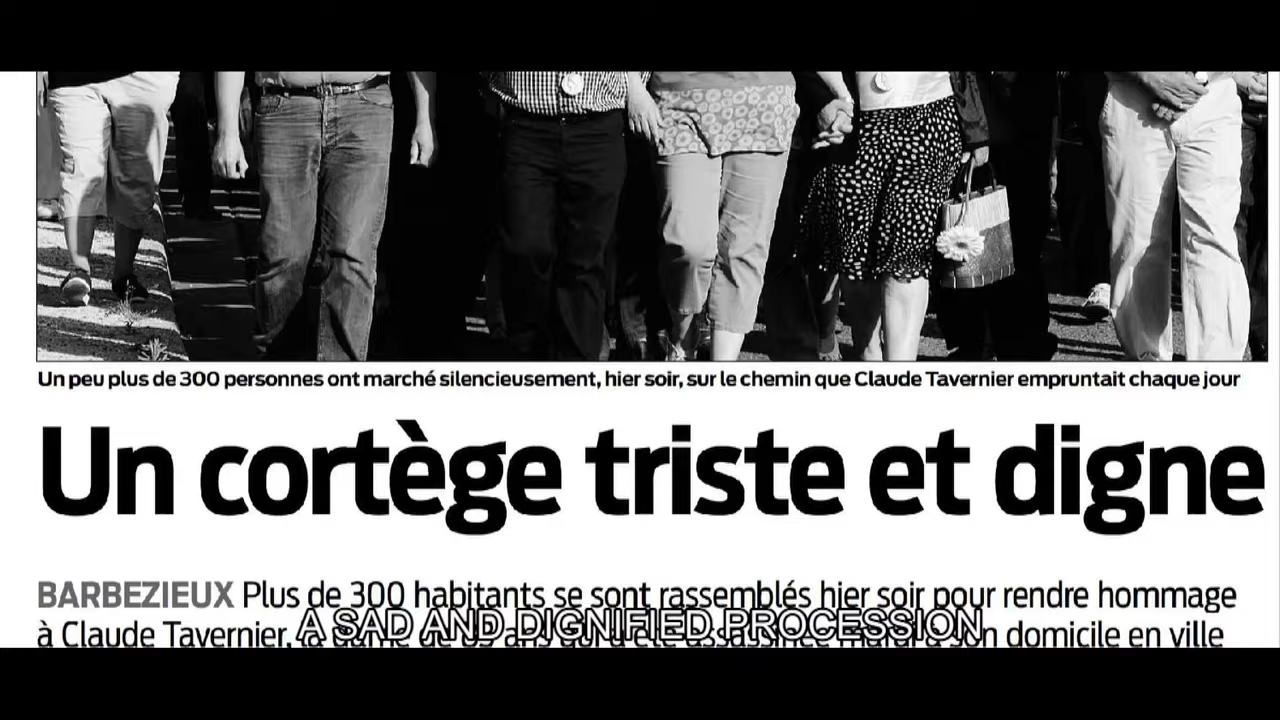 Un peu plus de 300 personnes ont marché silencieusement, hier soir, sur le chemin que Claude Tavernier empruntait chaque jour
Un cortège triste et digne
BARBEZIEUX Plus de 300 habitants se sont rassemblés hier soir pour rendre hommage
à Claude Tavernier, domicile en ville
A SAD AND DIGNIFIED PROCESSION